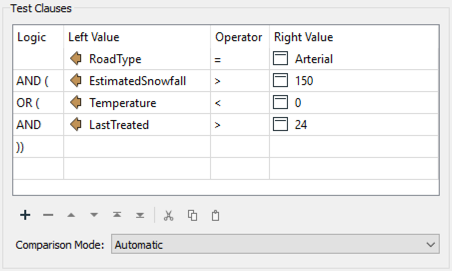 Test Clauses
Logic Left Value Operator Right Value
RoadType = Arterial
AND ( EstimatedSnowfall > 150
OR ( Temperature < 0
AND LastTreated > 24
))
Comparison Mode: Automatic